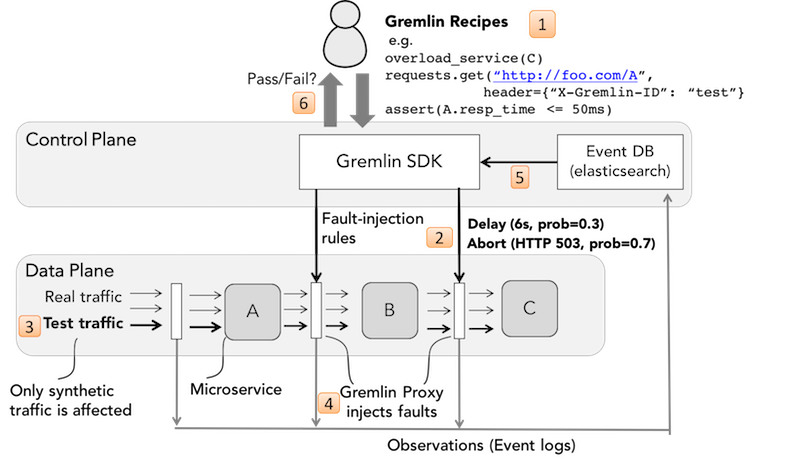 Gremlin Recipes
1
e.g.
overload_service(C)
requests.get(“http://foo.com/A”,
header={“X-Gremlin-ID”: “test”}
assert(A.resp_time <= 50ms)
Pass/Fail?
6
Control Plane
Gremlin SDK
Event DB
(elasticsearch)
5
Fault-injection
rules
2
Delay (6s, prob=0.3)
Abort (HTTP 503, prob=0.7)
Data Plane
Real traffic
3
Test traffic
A
B
C
Only synthetic
traffic is affected
Microservice
4
Gremlin Proxy
injects faults
Observations (Event logs)